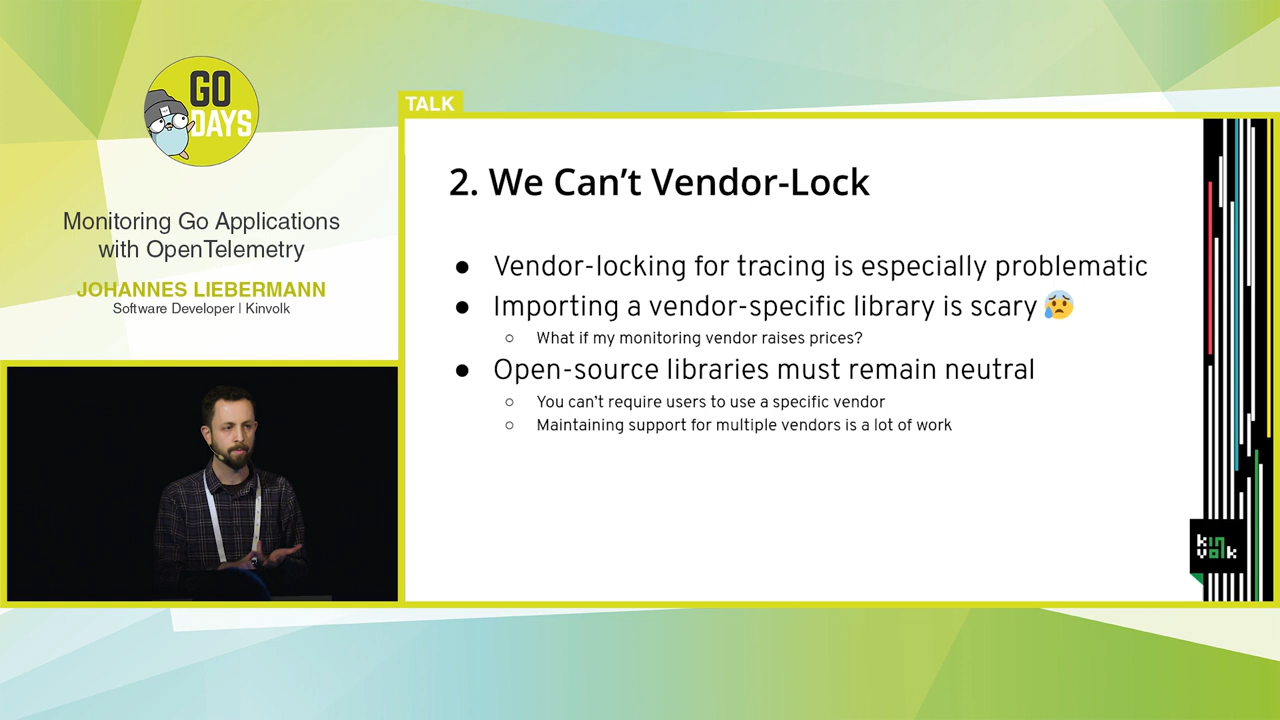 GO
DAYS
Monitoring Go Applications
with OpenTelemetry
JOHANNES LIEBERMANN
Software Developer | Kinvolk
TALK
2. We Can’t Vendor-Lock
● Vendor-locking for tracing is especially problematic
● Importing a vendor-specific library is scary 😰
○ What if my monitoring vendor raises prices?
● Open-source libraries must remain neutral
○ You can’t require users to use a specific vendor
○ Maintaining support for multiple vendors is a lot of work
kin
volk